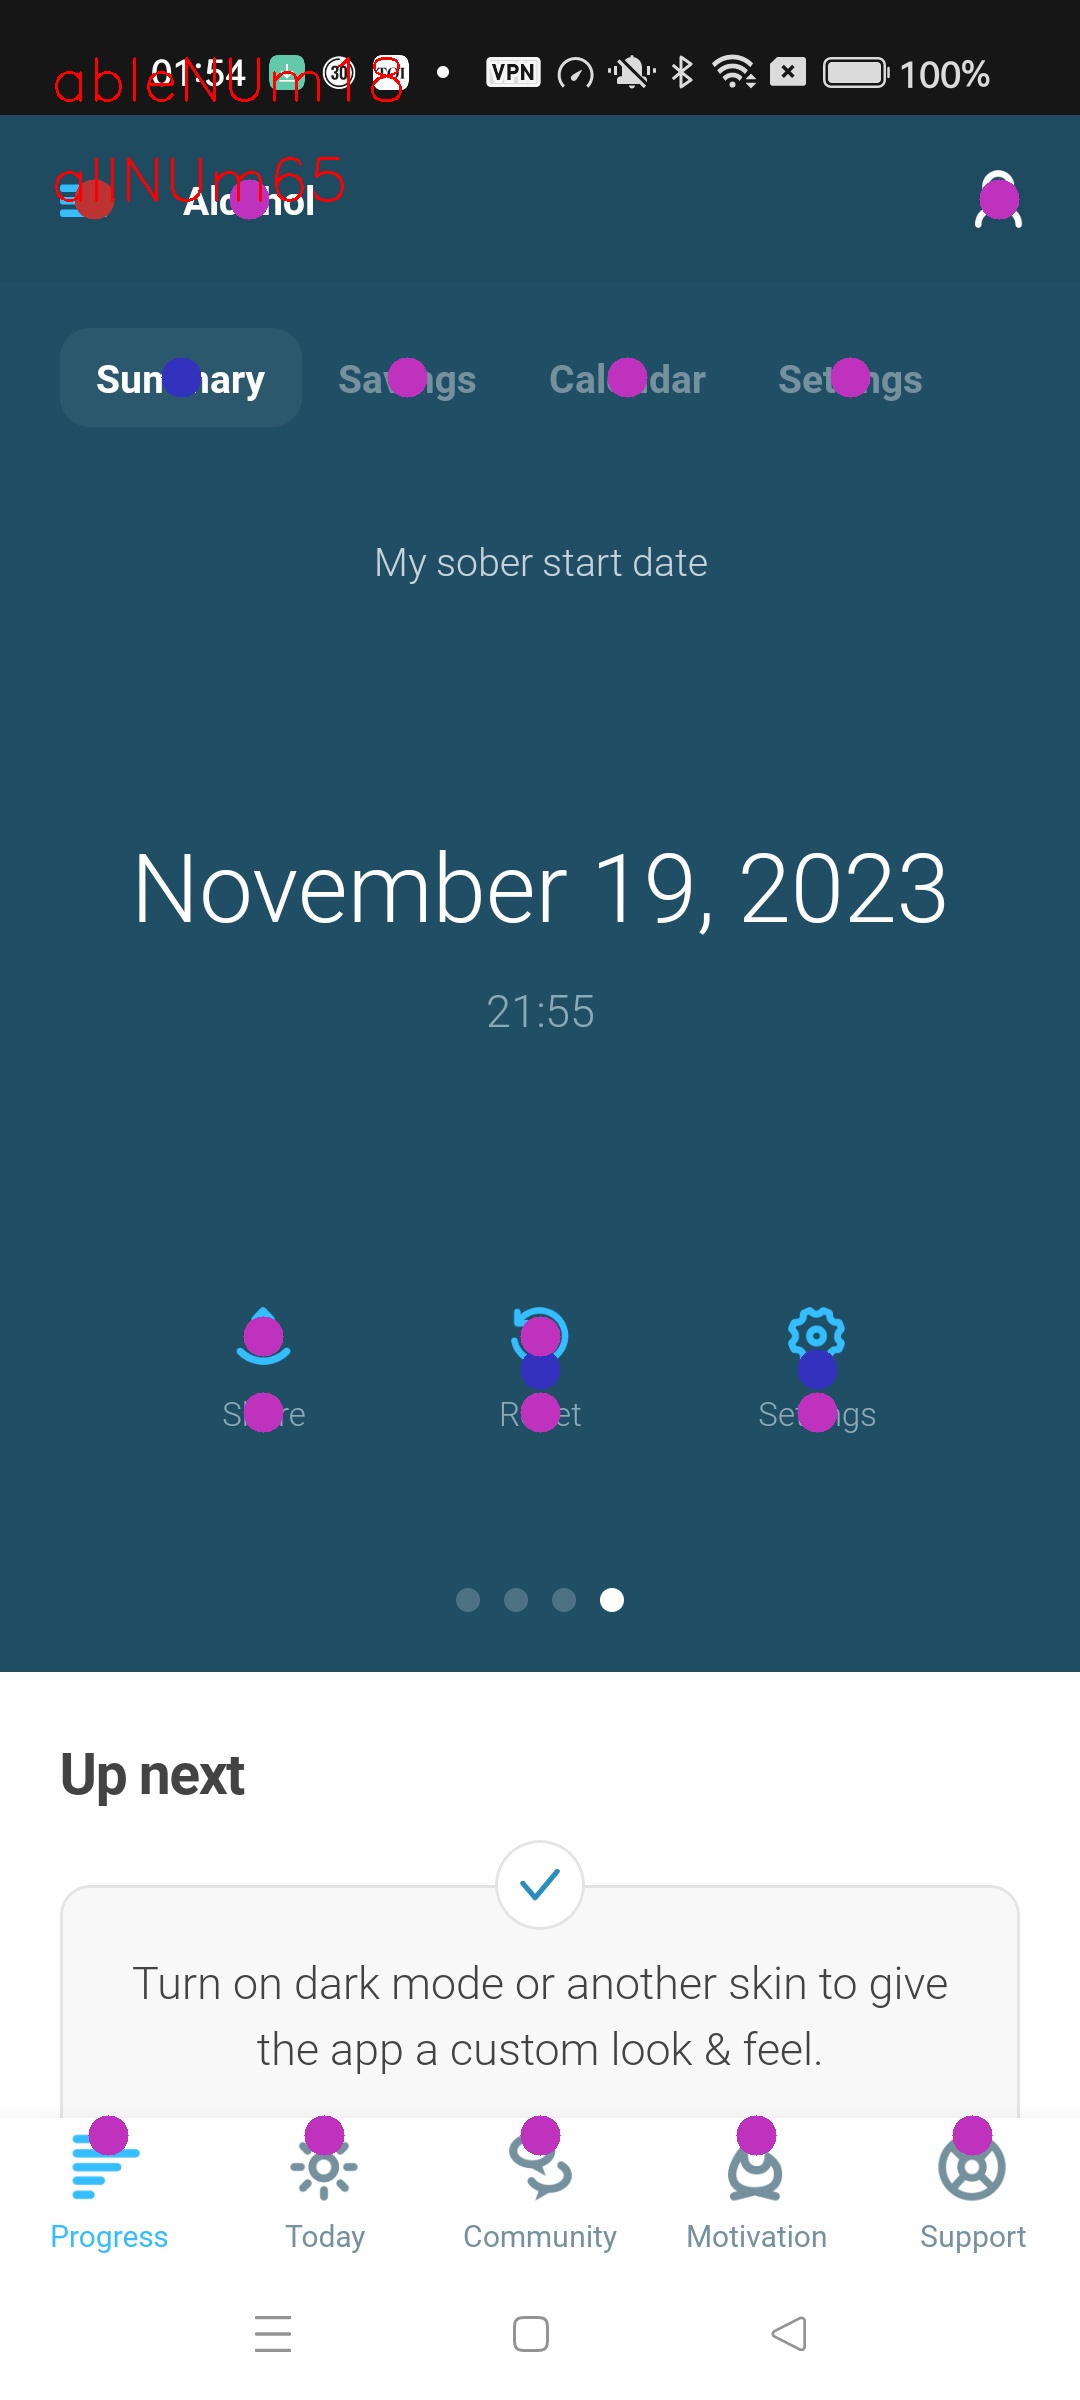 01:54 VPN 100%
ableNUm18
allNUm65
Alcohol
Summary Savings Calendar Settings
My sober start date
November 19, 2023
21:55
Share Reset Settings
Up next
Turn on dark mode or another skin to give
the app a custom look & feel.
Progress Today Community Motivation Support